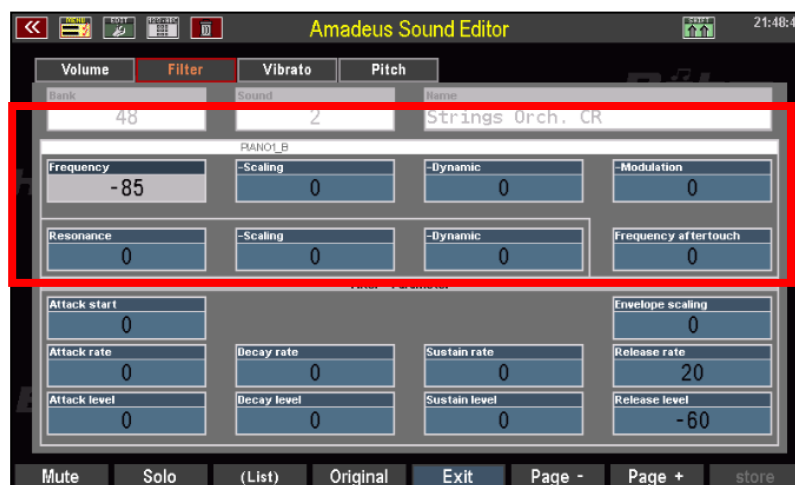 MENU EDIT Amadeus Sound Editor SHIFT 21:48:4
Volume Filter Vibrato Pitch
Bank Sound Name
48 2 Strings Orch. CR
PIANO1_B
Frequency -Scaling -Dynamic -Modulation
-85 0 0 0
Resonance -Scaling -Dynamic Frequency aftertouch
0 0 0 0
Attack start Envelope scaling
0 0
Attack rate Decay rate Sustain rate Release rate
0 0 0 20
Attack level Decay level Sustain level Release level
0 0 0 -60
Mute Solo (List) Original Exit Page - Page + store